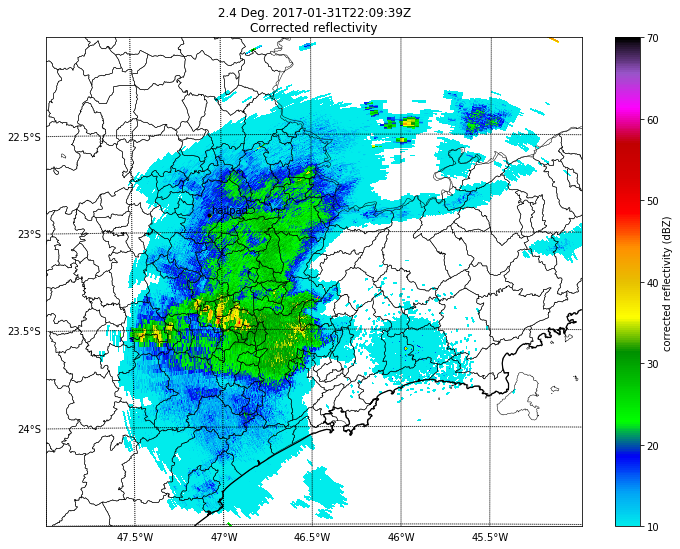 2.4 Deg. 2017-01-31T22:09:39Z
Corrected reflectivity
22.5°S
23°S
23.5°S
24°S
47.5°W
47°W
46.5°W
46°W
45.5°W
70
60
50
40
30
20
10
corrected reflectivity (dBZ)